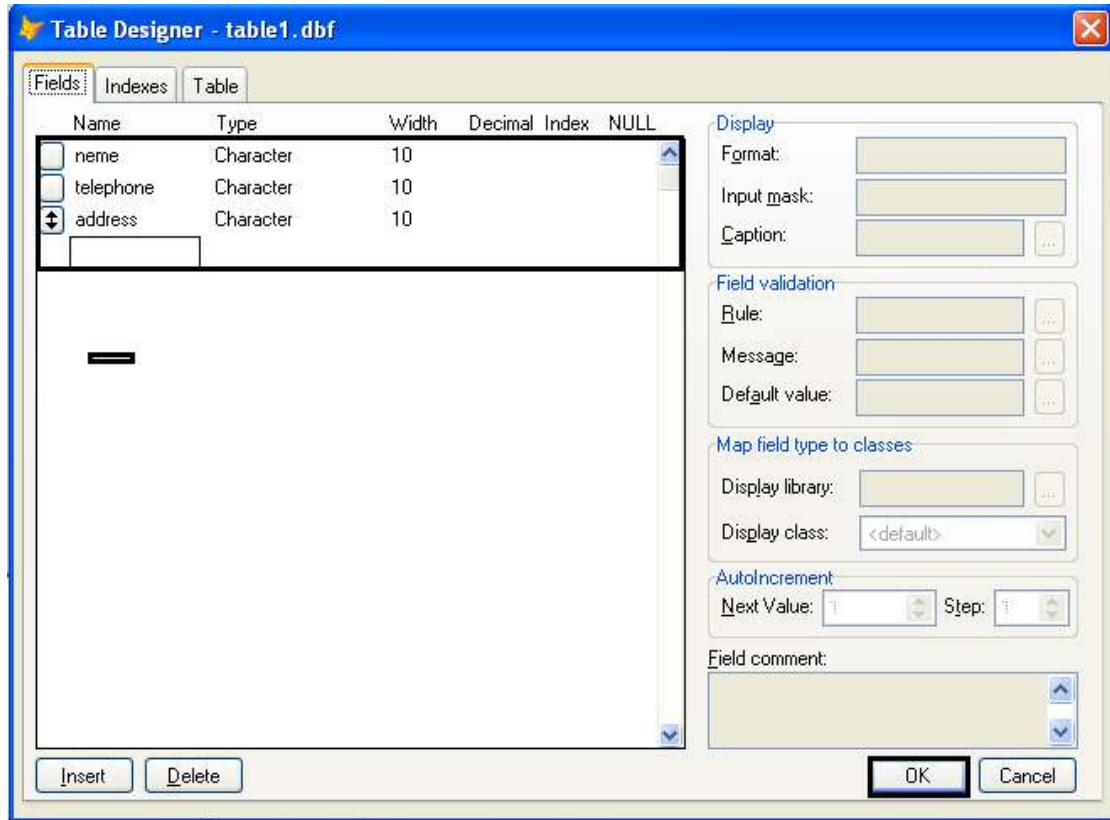 Table Designer - table1.dbf
Fields Indexes Table
Name Type Width Decimal Index NULL
neme Character 10
telephone Character 10
address Character 10
Display
Format:
Input mask:
Caption:
...
Field validation
Rule:
...
Message:
...
Default value:
...
Map field type to classes
Display library:
...
Display class: <default>
AutoIncrement
Next Value: 1 Step: 1
Field comment:
Insert Delete OK Cancel